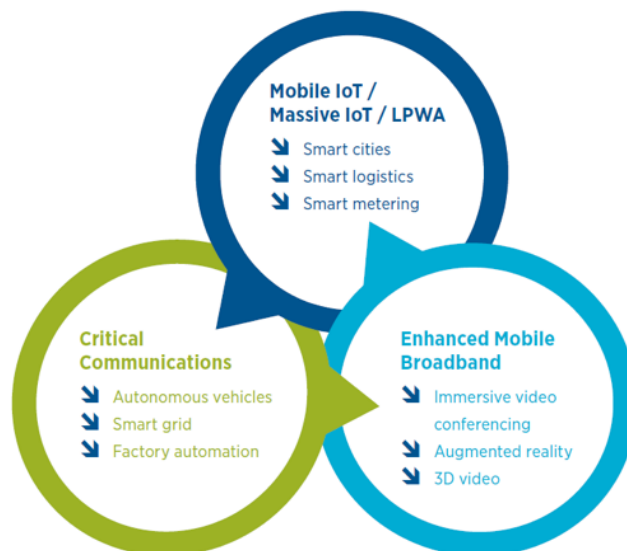 Mobile IoT /
Massive IoT / LPWA
Smart cities
Smart logistics
Smart metering
Critical
Communications
Autonomous vehicles
Smart grid
Factory automation
Enhanced Mobile
Broadband
Immersive video
conferencing
Augmented reality
3D video